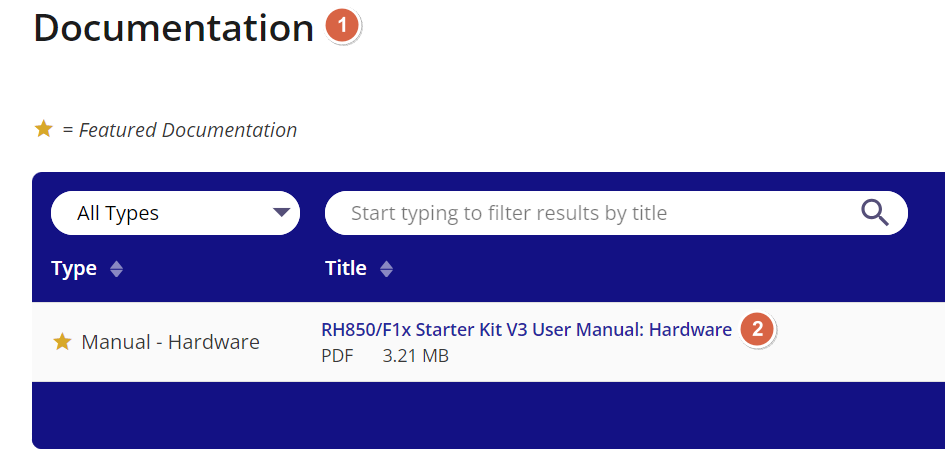 Documentation 1
= Featured Documentation
All Types Start typing to filter results by title
Type Title
Manual - Hardware RH850/F1x Starter Kit V3 User Manual: Hardware 2
PDF 3.21 MB